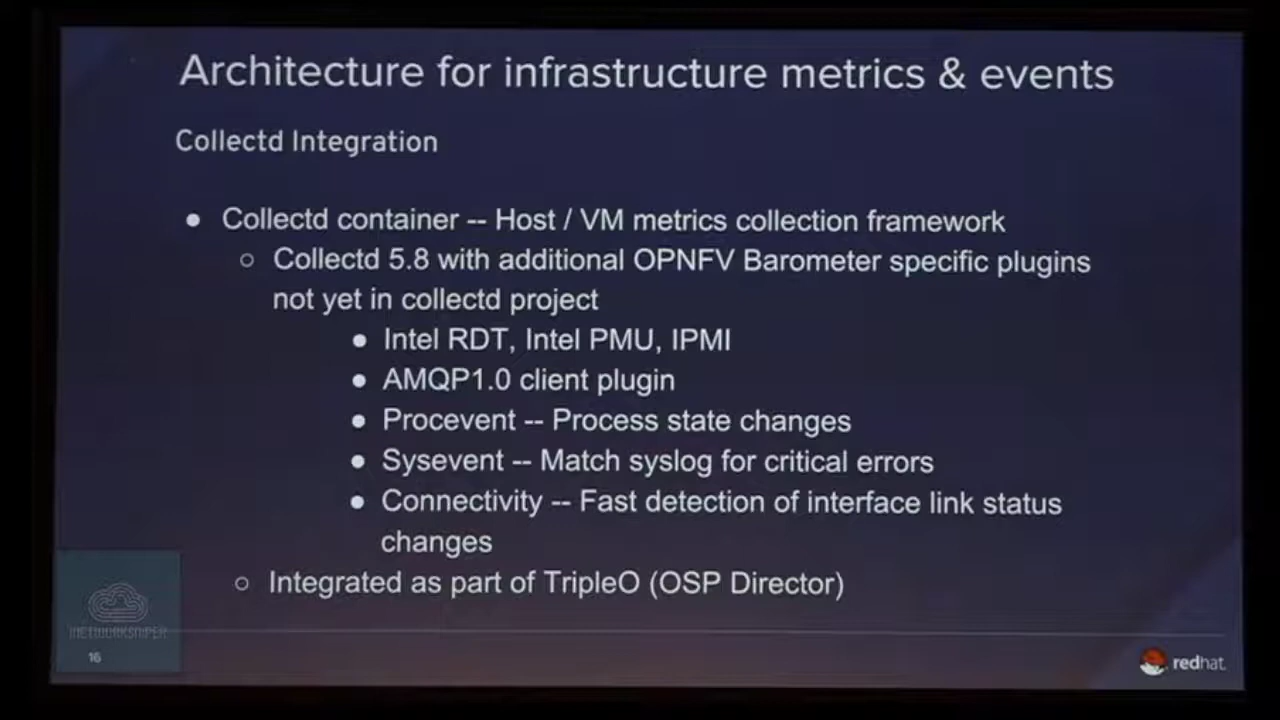 Architecture for infrastructure metrics & events
Collectd Integration
● Collectd container -- Host / VM metrics collection framework
○ Collectd 5.8 with additional OPNFV Barometer specific plugins
not yet in collectd project
● Intel RDT, Intel PMU, IPMI
● AMQP1.0 client plugin
● Procevent -- Process state changes
● Sysevent -- Match syslog for critical errors
● Connectivity -- Fast detection of interface link status
changes
○ Integrated as part of TripleO (OSP Director)
NETWORKSNIPER
16
redhat.